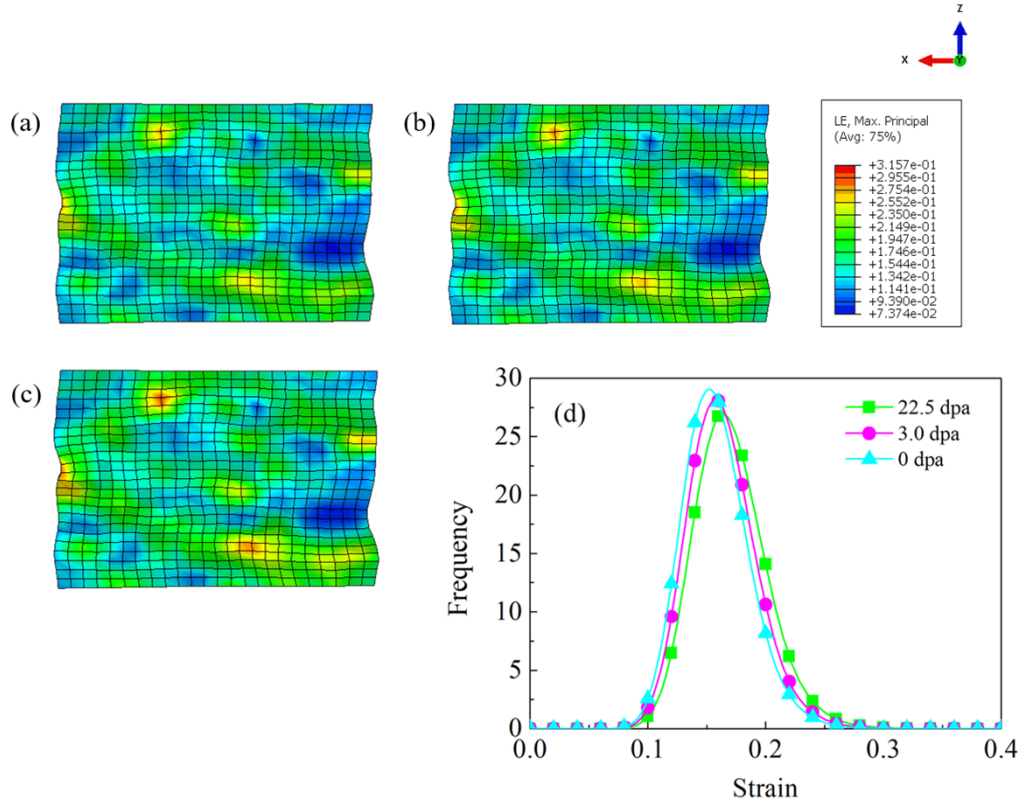 Z
X
Y
(a)
(b)
LE, Max. Principal
(Avg: 75%)
+3.157e-01
+2.955e-01
+2.754e-01
+2.552e-01
+2.350e-01
+2.149e-01
+1.947e-01
+1.746e-01
+1.544e-01
+1.342e-01
+1.141e-01
+9.390e-02
+7.374e-02
(c)
(d)
22.5 dpa
3.0 dpa
0 dpa
Frequency
30
25
20
15
10
5
0
0.0 0.1 0.2 0.3 0.4
Strain